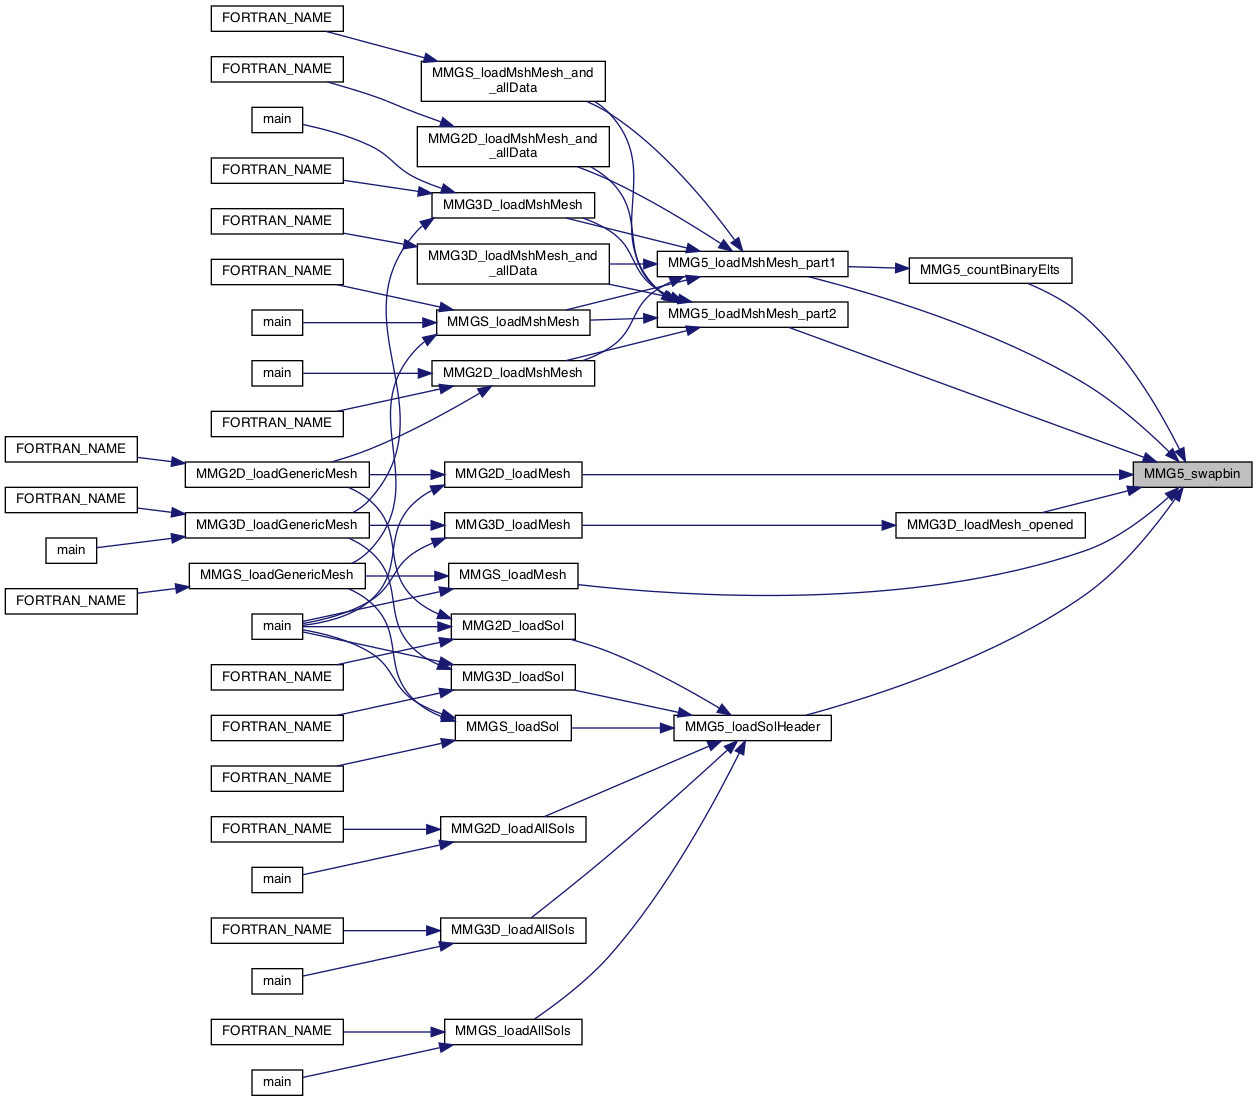 FORTRAN_NAME
MMGS_loadMshMesh_and
_allData
FORTRAN_NAME
main
MMG2D_loadMshMesh_and
_allData
FORTRAN_NAME
MMG3D_loadMshMesh
FORTRAN_NAME
MMG3D_loadMshMesh_and
_allData
MMG5_loadMshMesh_part1
MMG5_countBinaryElts
FORTRAN_NAME
MMG5_loadMshMesh_part2
main
MMGS_loadMshMesh
main
MMG2D_loadMshMesh
FORTRAN_NAME
FORTRAN_NAME
MMG2D_loadGenericMesh
MMG2D_loadMesh
MMG5_swapbin
FORTRAN_NAME
MMG3D_loadGenericMesh
MMG3D_loadMesh
MMG3D_loadMesh_opened
main
MMGS_loadGenericMesh
MMGS_loadMesh
FORTRAN_NAME
main
MMG2D_loadSol
FORTRAN_NAME
MMG3D_loadSol
FORTRAN_NAME
MMGS_loadSol
MMG5_loadSolHeader
FORTRAN_NAME
FORTRAN_NAME
MMG2D_loadAllSols
main
FORTRAN_NAME
MMG3D_loadAllSols
main
FORTRAN_NAME
MMGS_loadAllSols
main